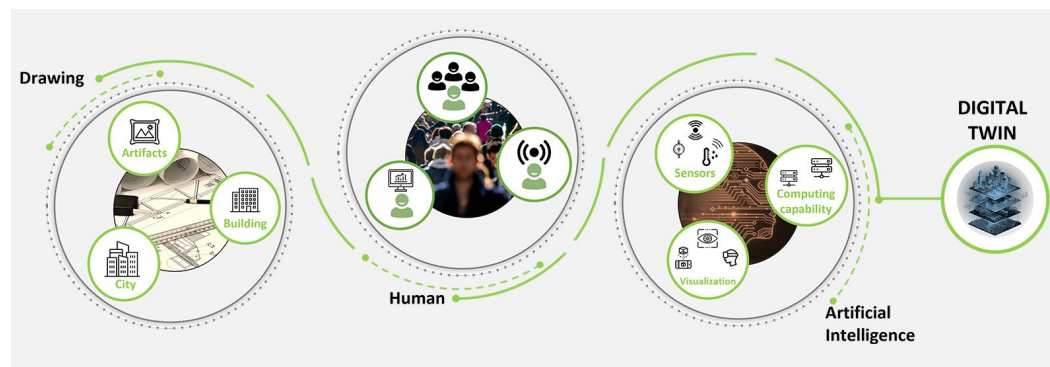 Drawing
Artifacts
Building
City
Human
Sensors
Computing
capability
Visualization
Artificial
Intelligence
DIGITAL
TWIN